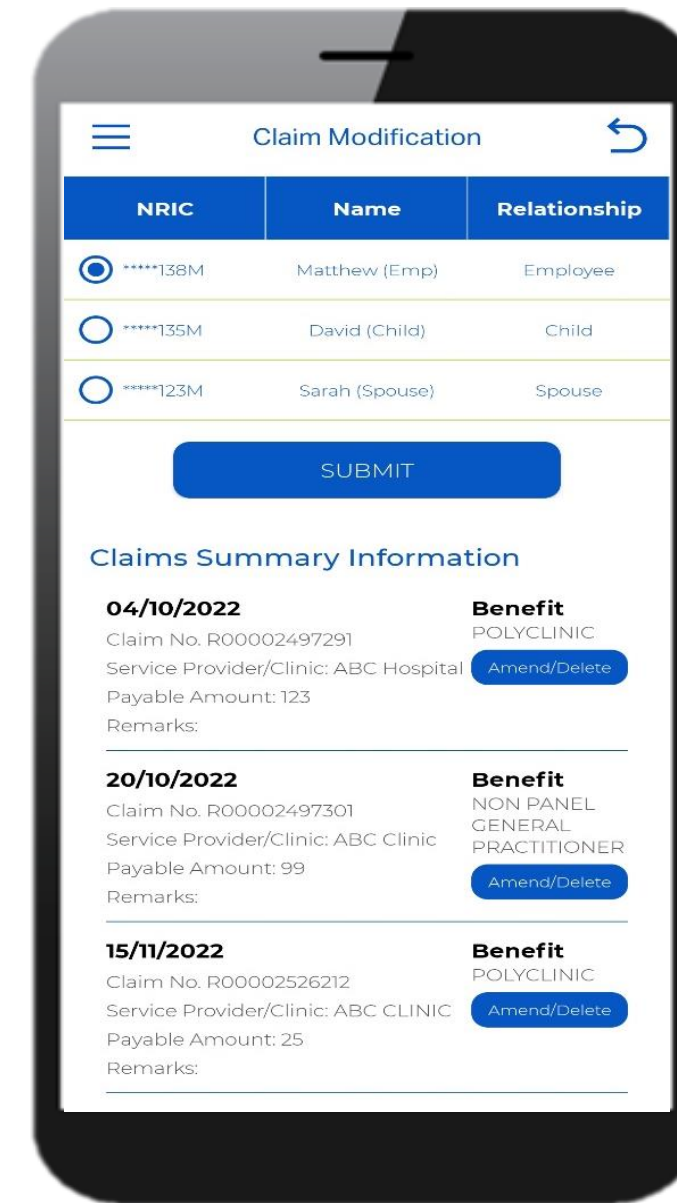 Claim Modification
NRIC Name Relationship
*****138M Matthew (Emp) Employee
*****135M David (Child) Child
*****123M Sarah (Spouse) Spouse
SUBMIT
Claims Summary Information
04/10/2022
Claim No. R00002497291
Service Provider/Clinic: ABC Hospital
Payable Amount: 123
Remarks:
Benefit
POLYCLINIC
Amend/Delete
20/10/2022
Claim No. R00002497301
Service Provider/Clinic: ABC Clinic
Payable Amount: 99
Remarks:
Benefit
NON PANEL
GENERAL
PRACTITIONER
Amend/Delete
15/11/2022
Claim No. R00002526212
Service Provider/Clinic: ABC CLINIC
Payable Amount: 25
Remarks:
Benefit
POLYCLINIC
Amend/Delete